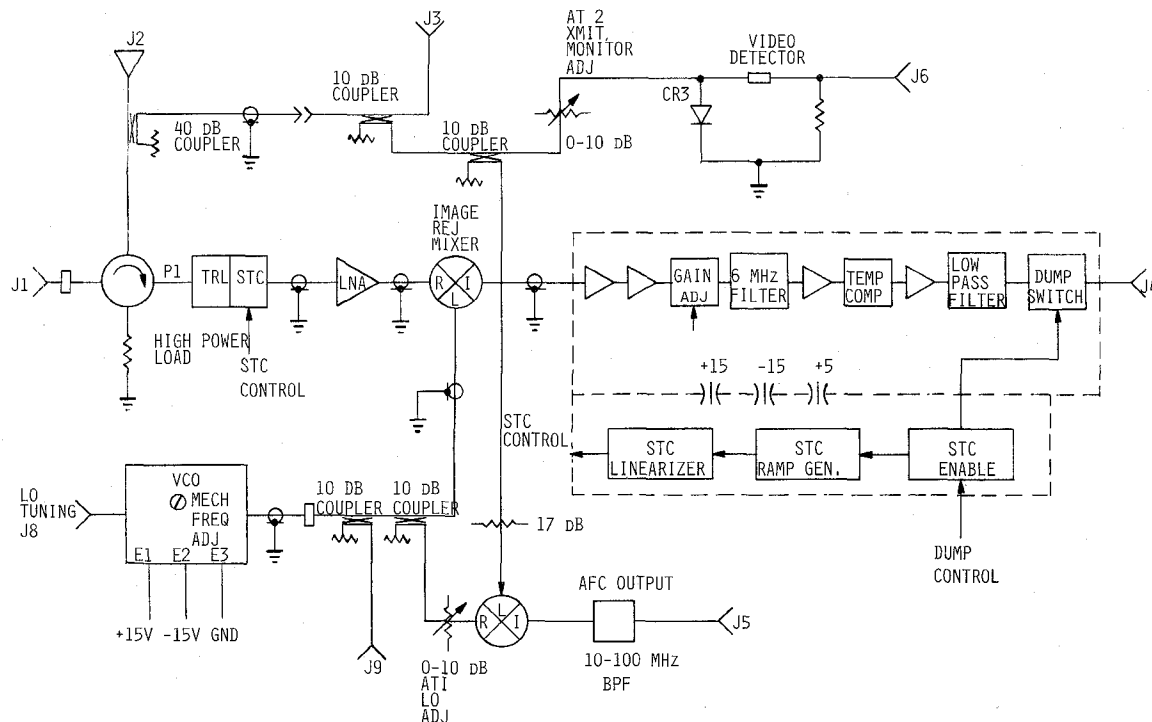 J2
J3
AT 2
XMIT,
MONITOR
ADJ
VIDEO
DETECTOR
J6
10 DB
COUPLER
CR3
40 DB
COUPLER
10 DB
COUPLER
0-10 DB
IMAGE
REJ
MIXER
J1
P1
TRL
STC
LNA
R
I
L
GAIN
ADJ
6 MHz
FILTER
TEMP
COMP
LOW
PASS
FILTER
DUMP
SWITCH
HIGH POWER
LOAD
STC
CONTROL
+15
-15
+5
STC
CONTROL
STC
LINEARIZER
STC
RAMP GEN.
STC
ENABLE
LO
TUNING
J8
VCO
MECH
FREQ
ADJ
E1
E2
E3
10 DB
COUPLER
10 DB
COUPLER
17 DB
DUMP
CONTROL
+15V
-15V
GND
J9
0-10 DB
ATI
LO
ADJ
L
R
I
AFC OUTPUT
J5
10-100 MHz
BPF